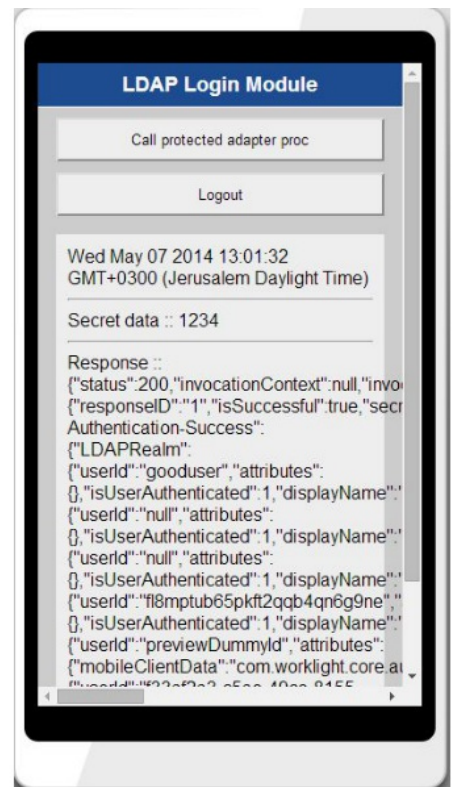 LDAP Login Module
Call protected adapter proc
Logout
Wed May 07 2014 13:01:32
GMT+0300 (Jerusalem Daylight Time)
Secret data :: 1234
Response ::
{"status":200,"invocationContext":null,"invo
{"responseID":"1","isSuccessful":true,"secr
Authentication-Success":
{"LDAPRealm":
{"userId":"gooduser","attributes":
{},"isUserAuthenticated":1,"displayName":"
{"userId":"null","attributes":
{},"isUserAuthenticated":1,"displayName":"
{"userId":"null","attributes":
{},"isUserAuthenticated":1,"displayName":"
{"userId":"fl8mptub65pkft2qqb4qn6g9ne","
{},"isUserAuthenticated":1,"displayName":"
{"userId":"previewDummyId","attributes":
{"mobileClientData":"com.worklight.core.au